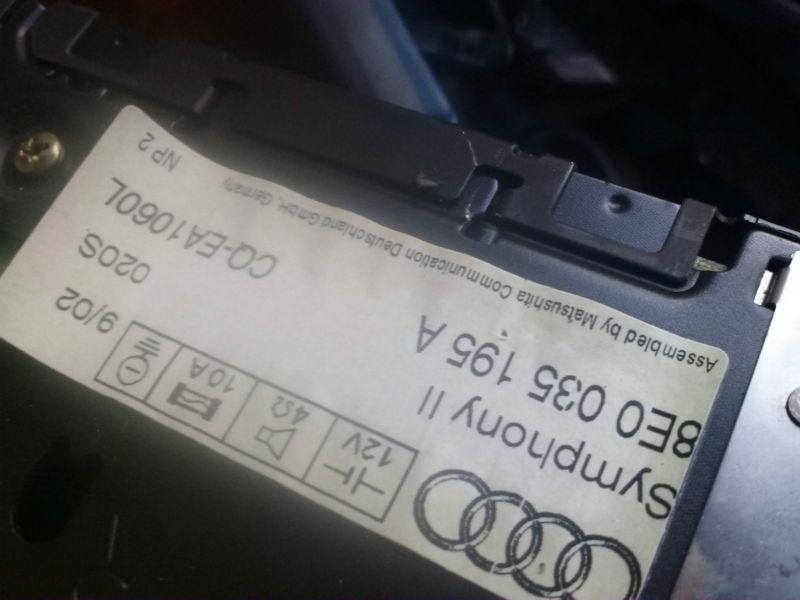 Symphony II
8E0 035 195 A
Assembled by Matsushita Communication Deutschland GmbH, Germany
12V
4Ω
10A
9/02
020S.
CQ-EA1060L
NP 2